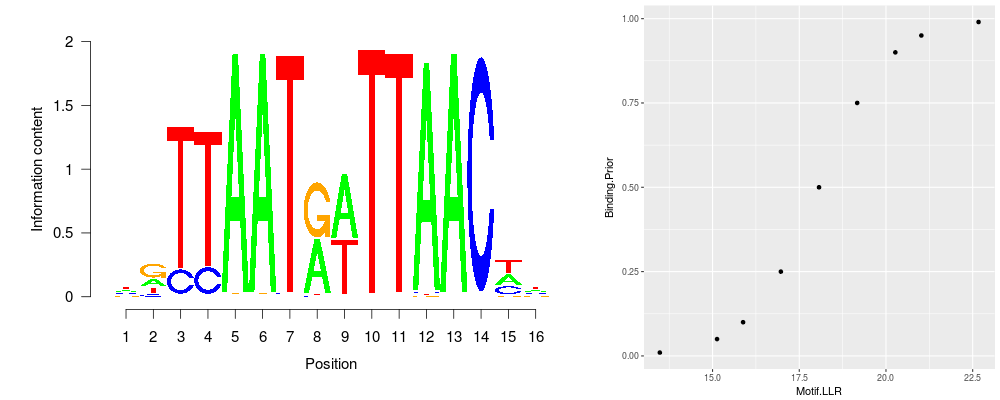 2
1.5
1
0.5
0
Information content
G
A
T
C
T
C
T
A
A
T
G
A
A
T
T
T
A
A
C
T
A
C
1 2 3 4 5 6 7 8 9 10 11 12 13 14 15 16
Position
1.00
0.75
0.50
0.25
0.00
Binding.Prior
15.0 17.5 20.0 22.5
Motif.LLR